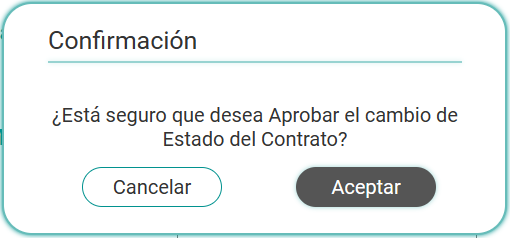 Confirmación
¿Está seguro que desea Aprobar el cambio de
Estado del Contrato?
Cancelar
Aceptar